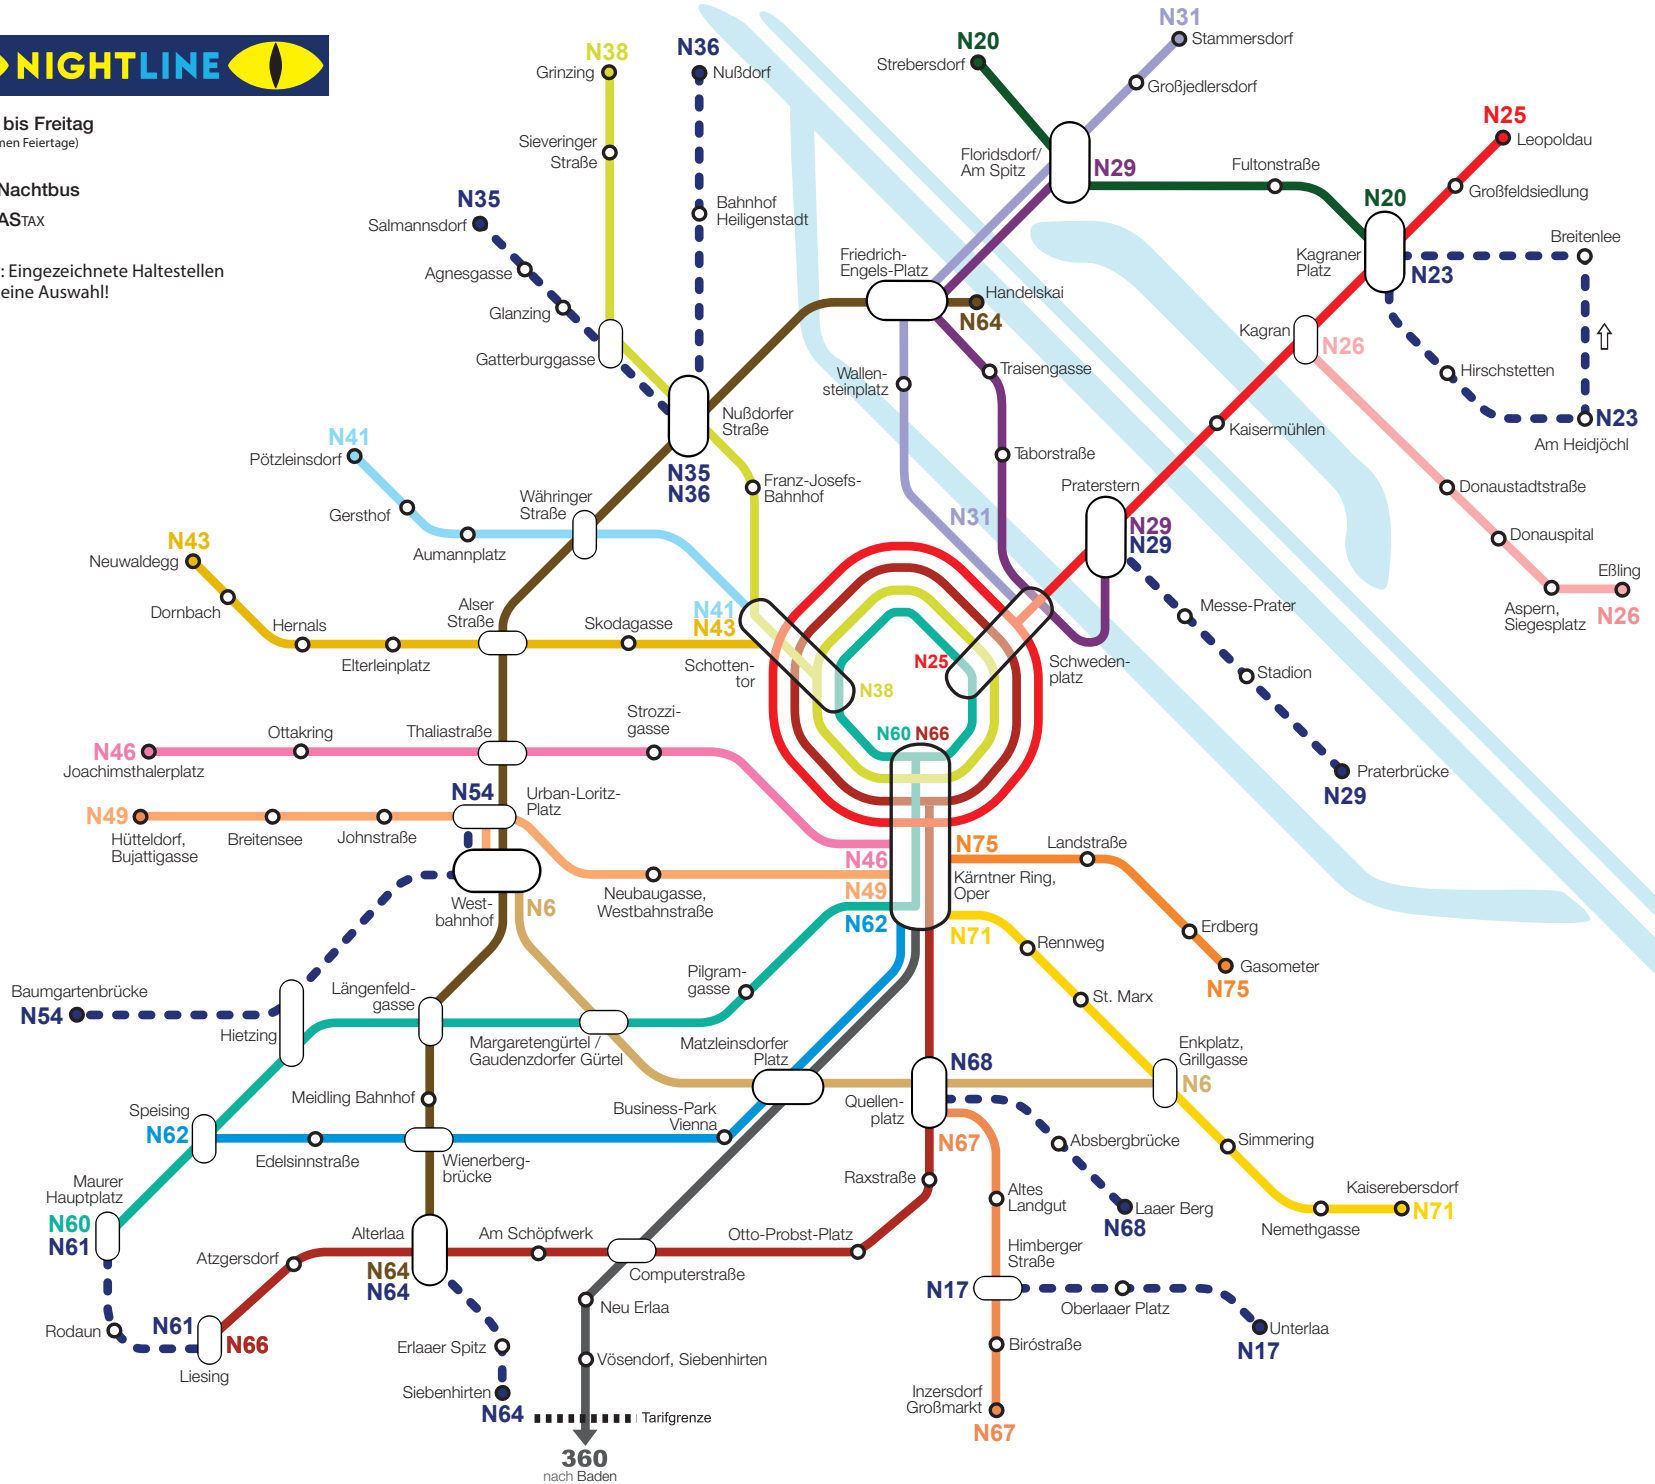 NIGHTLINE
bis Freitag
men Feiertage)
Nachtbus
ASTAX
: Eingezeichnete Haltestellen
eine Auswahl!
N38
Grinzing
Sieveringer
Straße
N36
Nußdorf
Bahnhof
Heiligenstadt
N35
Salmannsdorf
Agnesgasse
Glanzing
Gatterburggasse
N20
Strebersdorf
N31
Stammersdorf
Großjedlersdorf
Floridsdorf/
Am Spitz
N29
Fultonstraße
N25
Leopoldau
Großfeldsiedlung
N20
Kagraner
Platz
N23
Breitenlee
Hirschstetten
N23
Am Heidjöchl
Kagran
N26
Kaisermühlen
Donaustadtstraße
Donauspital
Aspern,
Siegesplatz
Eßling
N26
Friedrich-
Engels-Platz
Handelskai
N64
Wallen-
steinplatz
Traisengasse
Taborstraße
N31
Praterstern
N29
N29
Messe-Prater
Stadion
Praterbrücke
N29
Nußdorfer
Straße
N35
N36
Franz-Josefs-
Bahnhof
N41
Pötzleinsdorf
Gersthof
Aumannplatz
Währinger
Straße
N43
Neuwaldegg
Dornbach
Hernals
Elterleinplatz
Alser
Straße
Skodagasse
N41
N43
Schotten-
tor
N38
N25
Schweden-
platz
N60 N66
N46
Joachimsthalerplatz
Ottakring
Thaliastraße
Strozzi-
gasse
N49
Hütteldorf,
Bujattigasse
Breitensee
Johnstraße
N54
Urban-Loritz-
Platz
West-
bahnhof
N6
Neubaugasse,
Westbahnstraße
N46
N49
N62
N75
Kärntner Ring,
Oper
N71
Landstraße
Erdberg
Gasometer
N75
Rennweg
St. Marx
Enkplatz,
Grillgasse
N6
Simmering
Nemethgasse
Kaiserebersdorf
N71
Baumgartenbrücke
N54
Hietzing
Längenfeld-
gasse
Pilgram-
gasse
Margaretengürtel /
Gaudenzdorfer Gürtel
Matzleinsdorfer
Platz
Meidling Bahnhof
Business-Park
Vienna
Speising
N62
Edelsinnstraße
Wienerberg-
brücke
Maurer
Hauptplatz
N60
N61
Rodaun
N61
N66
Liesing
Atzgersdorf
Alterlaa
N64
N64
Am Schöpfwerk
Computerstraße
Otto-Probst-Platz
Raxstraße
Quellen-
platz
N68
N67
Absbergbrücke
Laaer Berg
N68
Altes
Landgut
Himberger
Straße
N17
Oberlaaer Platz
Unterlaa
N17
Biróstraße
Inzersdorf
Großmarkt
N67
Neu Erlaa
Vösendorf, Siebenhirten
Erlaaer Spitz
Siebenhirten
N64
Tarifgrenze
360
nach Baden